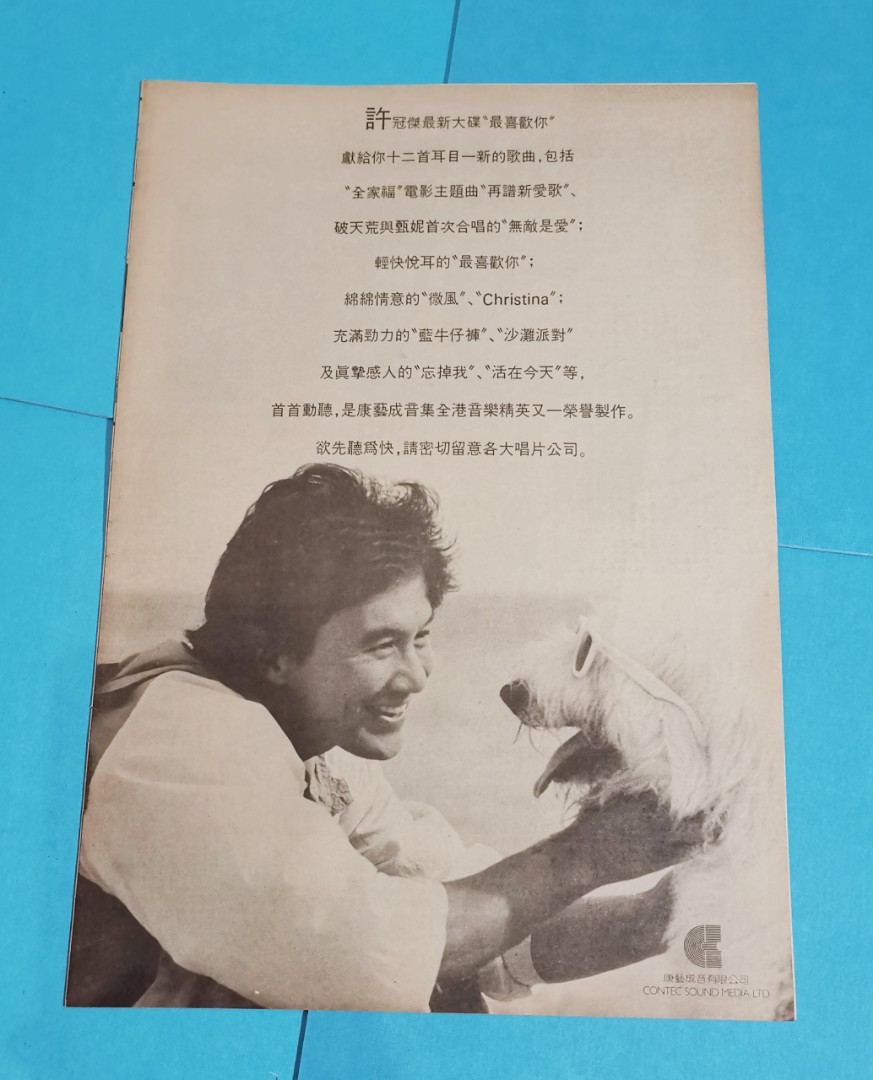 許冠傑最新大碟“最喜歡你”
獻給你十二首耳目一新的歌曲,包括
“全家福”電影主題曲“再譜新愛歌”、
破天荒與甄妮首次合唱的“無敵是愛”;
輕快悅耳的“最喜歡你”;
綿綿情意的“微風”、“Christina”;
充滿勁力的“藍牛仔褲”、“沙灘派對”
及眞摯感人的“忘掉我”、“活在今天”等,
首首動聽,是康藝成音集全港音樂精英又一榮譽製作。
欲先聽爲快,請密切留意各大唱片公司。
康藝成音有限公司
CONTEC SOUND MEDIA LTD